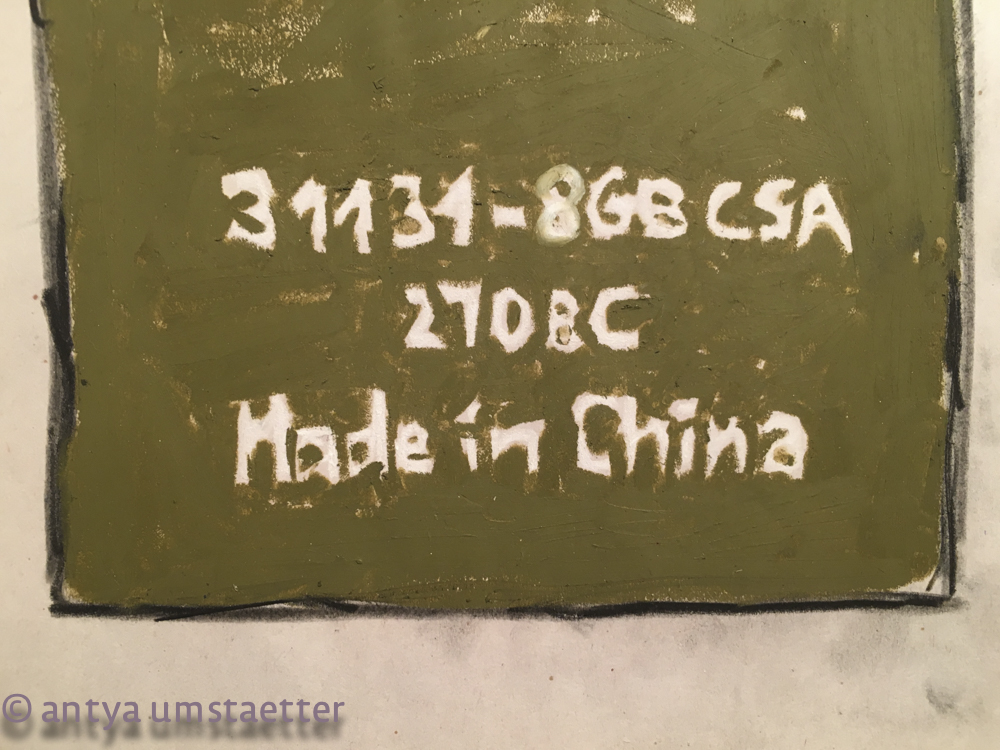 31131-8GB CSA
270BC
Made in China
© antya umstaetter